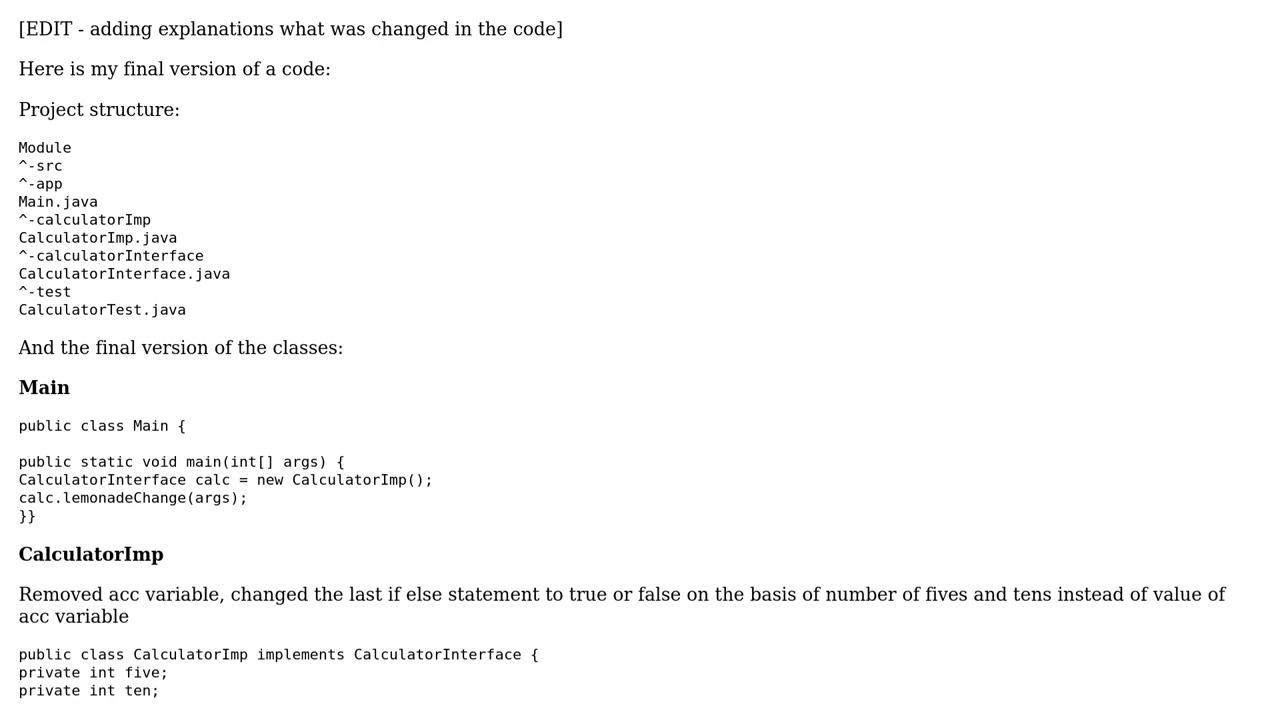 [EDIT - adding explanations what was changed in the code]
Here is my final version of a code:
Project structure:
Module
^-src
^-app
Main.java
^-calculatorImp
CalculatorImp.java
^-calculatorInterface
CalculatorInterface.java
^-test
CalculatorTest.java
And the final version of the classes:
Main
public class Main {
public static void main(int[] args) {
CalculatorInterface calc = new CalculatorImp();
calc.lemonadeChange(args);
}}
CalculatorImp
Removed acc variable, changed the last if else statement to true or false on the basis of number of fives and tens instead of value of
acc variable
public class CalculatorImp implements CalculatorInterface {
private int five;
private int ten;